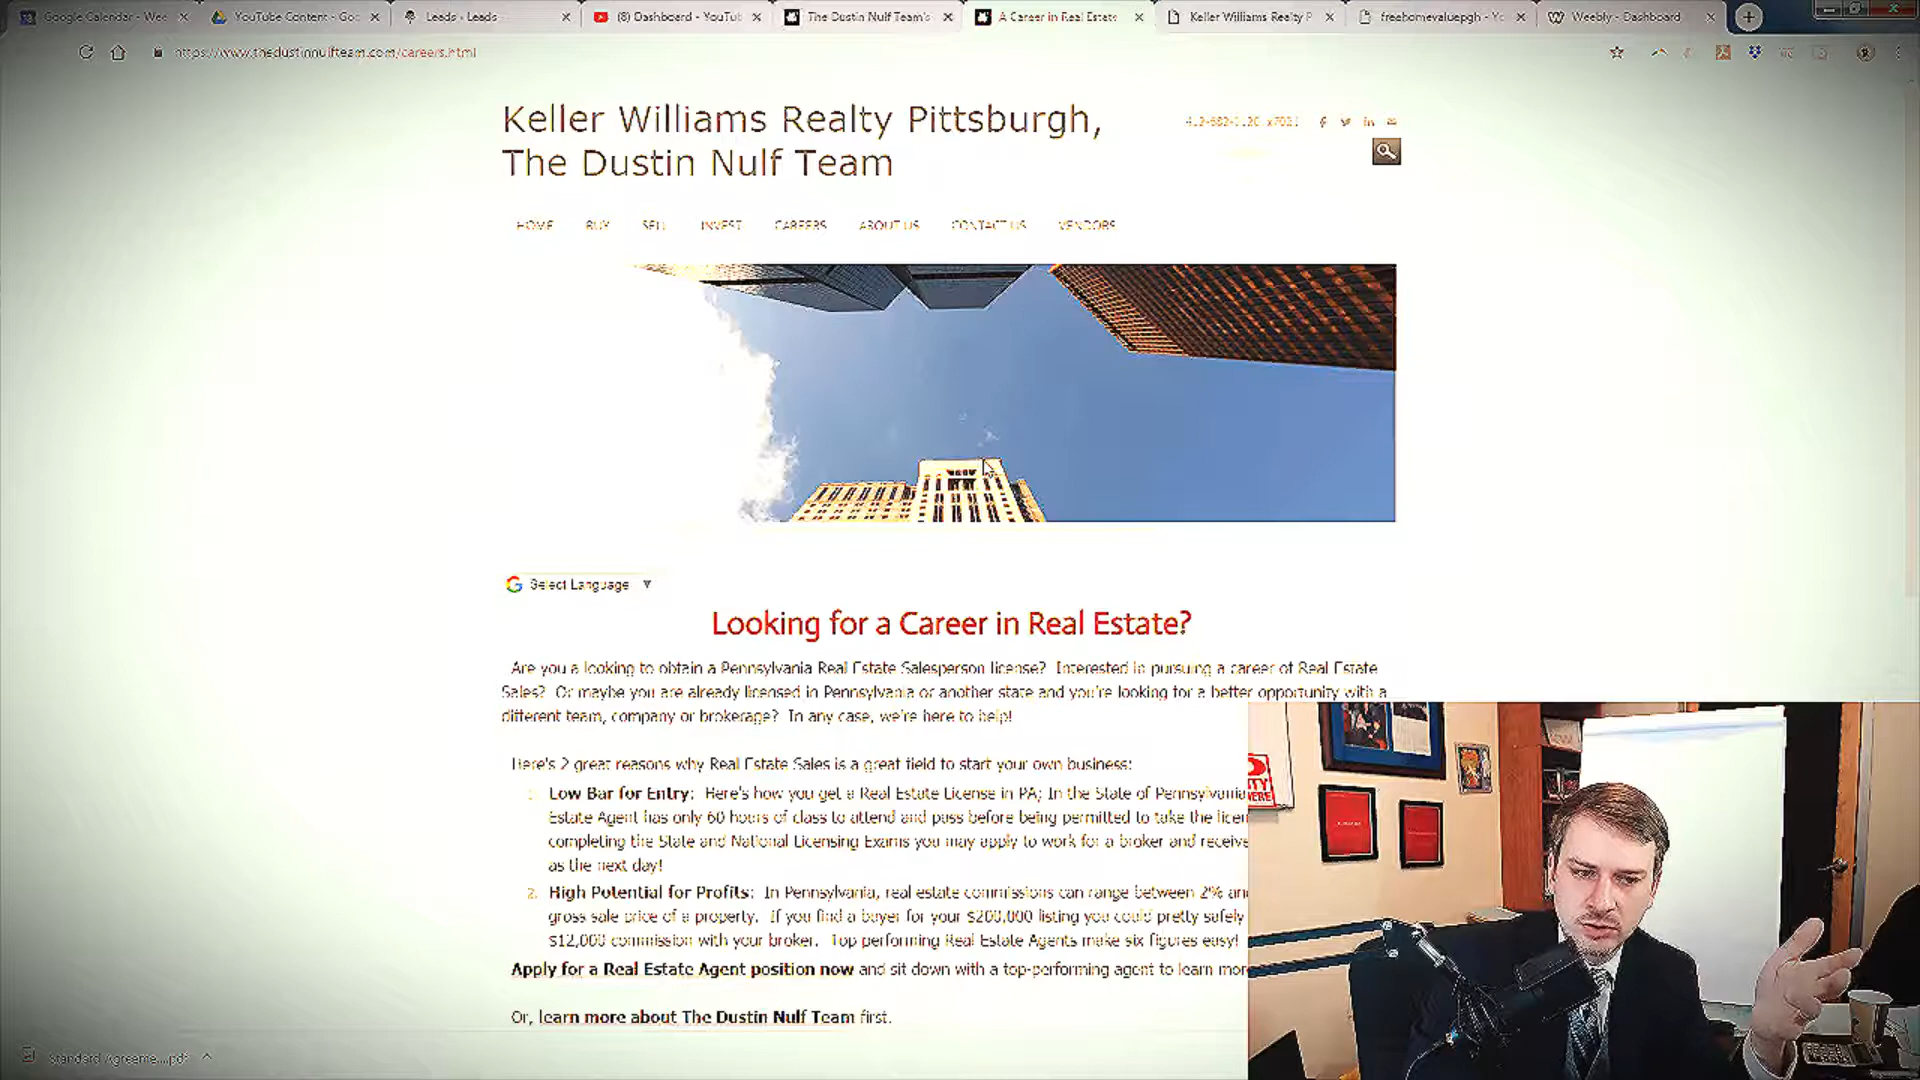 Google Calendar - Wee
YouTube Content - Goo
Leads - Leads
(8) Dashboard - YouTu
The Dustin Nulf Team's
A Career in Real Estate
Keller Williams Realty P
freehomevaluepgh - Yo
Weebly - Dashboard
https://www.thedustinnulfteam.com/careers.html
Keller Williams Realty Pittsburgh,
The Dustin Nulf Team
HOME BUY SELL INVEST CAREERS ABOUT US CONTACT US VENDORS
Select Language ▼
Looking for a Career in Real Estate?
Are you a looking to obtain a Pennsylvania Real Estate Salesperson license? Interested in pursuing a career of Real Estate
Sales? Or maybe you are already licensed in Pennsylvania or another state and you're looking for a better opportunity with a
different team, company or brokerage? In any case, we're here to help!
Here's 2 great reasons why Real Estate Sales is a great field to start your own business:
1. Low Bar for Entry: Here's how you get a Real Estate License in PA; In the State of Pennsylvania
Estate Agent has only 60 hours of class to attend and pass before being permitted to take the licen
completing the State and National Licensing Exams you may apply to work for a broker and receive
as the next day!
2. High Potential for Profits: In Pennsylvania, real estate commissions can range between 2% and
gross sale price of a property. If you find a buyer for your $200,000 listing you could pretty safely
$12,000 commission with your broker. Top performing Real Estate Agents make six figures easy!
Apply for a Real Estate Agent position now and sit down with a top-performing agent to learn mor
Or, learn more about The Dustin Nulf Team first.
Standard Agreeme....pdf